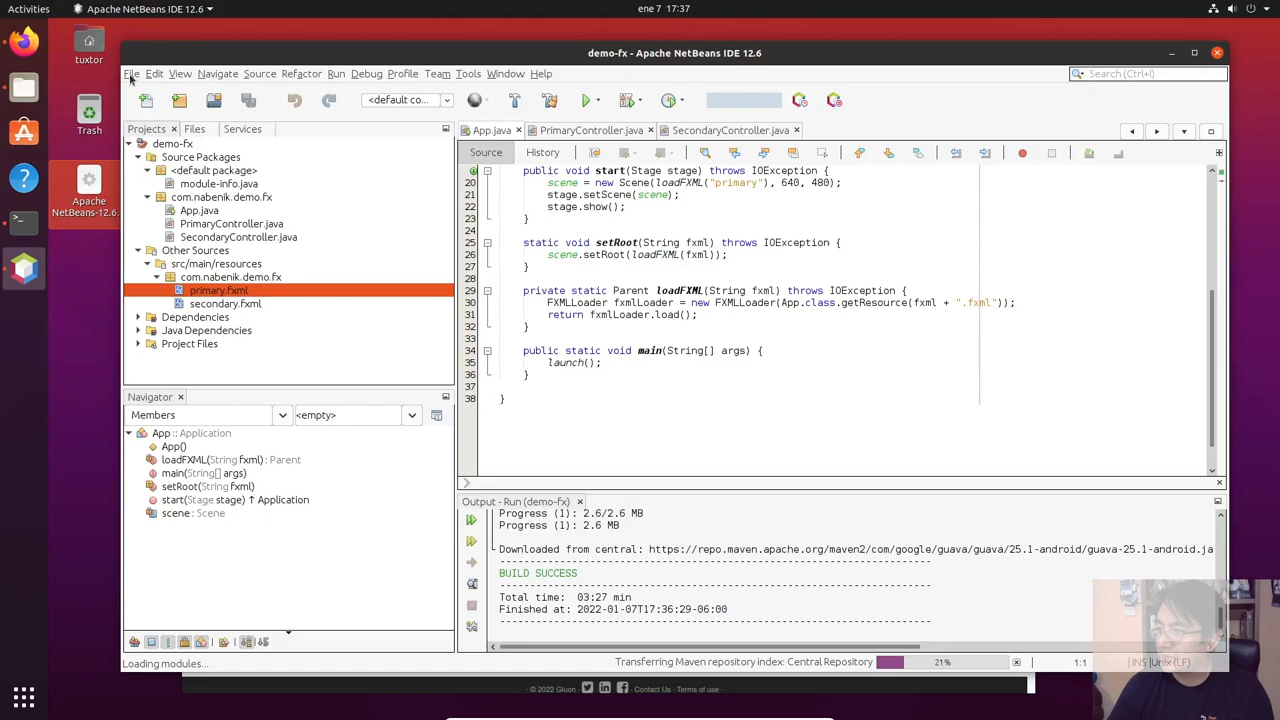 Activities
Apache NetBeans IDE 12.6
ene 7 17:37
tuxtor
Trash
Apache
NetBeans-12.6.
demo-fx - Apache NetBeans IDE 12.6
File Edit View Navigate Source Refactor Run Debug Profile Team Tools Window Help
Search (Ctrl+I)
<default co...
Projects
Files
Services
App.java
PrimaryController.java
SecondaryController.java
Source
History
demo-fx
Source Packages
<default package>
module-info.java
com.nabenik.demo.fx
App.java
PrimaryController.java
SecondaryController.java
Other Sources
src/main/resources
com.nabenik.demo.fx
primary.fxml
secondary.fxml
Dependencies
Java Dependencies
Project Files
public void start(Stage stage) throws IOException {
20 scene = new Scene(loadFXML("primary"), 640, 480);
21 stage.setScene(scene);
22 stage.show();
23 }
24
25 static void setRoot(String fxml) throws IOException {
26 scene.setRoot(loadFXML(fxml));
27 }
28
29 private static Parent loadFXML(String fxml) throws IOException {
30 FXMLLoader fxmlLoader = new FXMLLoader(App.class.getResource(fxml + ".fxml"));
31 return fxmlLoader.load();
32 }
33
34 public static void main(String[] args) {
35 launch();
36 }
37
38 }
Navigator
Members
<empty>
App :: Application
App()
loadFXML(String fxml) : Parent
main(String[] args)
setRoot(String fxml)
start(Stage stage) ↑ Application
scene : Scene
Output - Run (demo-fx)
Progress (1): 2.6/2.6 MB
Progress (1): 2.6 MB
Downloaded from central: https://repo.maven.apache.org/maven2/com/google/guava/guava/25.1-android/guava-25.1-android.ja
------------------------------------------------------------------------
BUILD SUCCESS
------------------------------------------------------------------------
Total time: 03:27 min
Finished at: 2022-01-07T17:36:29-06:00
------------------------------------------------------------------------
Loading modules...
Transferring Maven repository index: Central Repository
21%
1:1
INS
Unix (LF)
· © 2022 Gluon
· Contact Us · Terms of use ·